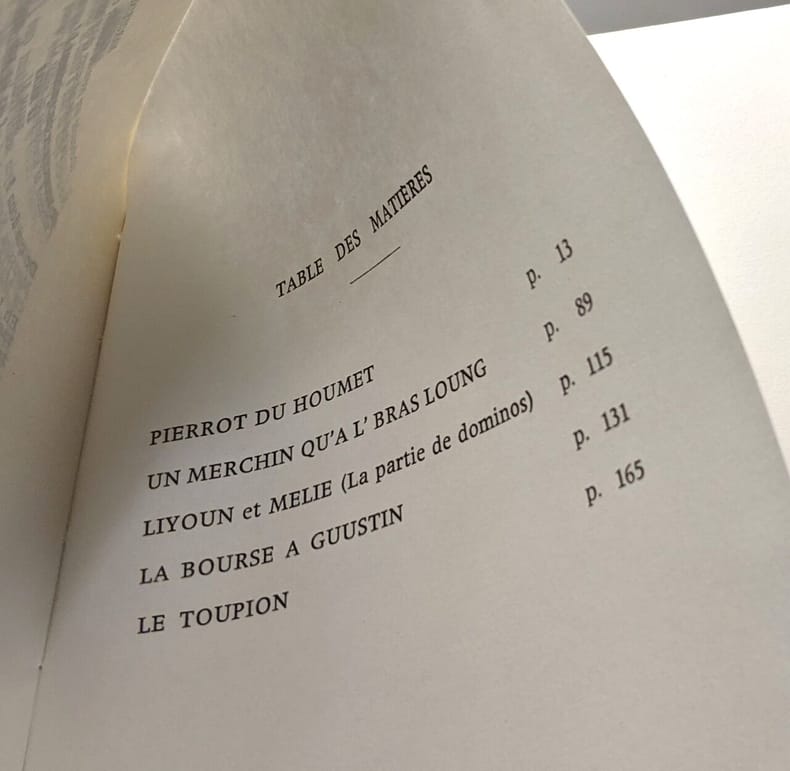 TABLE DES MATIÈRES
PIERROT DU HOUMET p. 13
UN MERCHIN QU'A L' BRAS LOUNG p. 89
LIYOUN et MELIE (La partie de dominos) p. 115
LA BOURSE A GUUSTIN p. 131
LE TOUPION p. 165